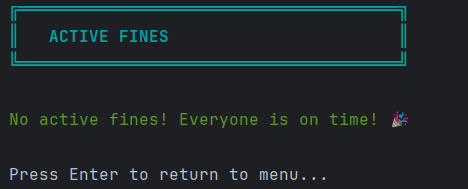 ACTIVE FINES
No active fines! Everyone is on time! 🎉
Press Enter to return to menu...